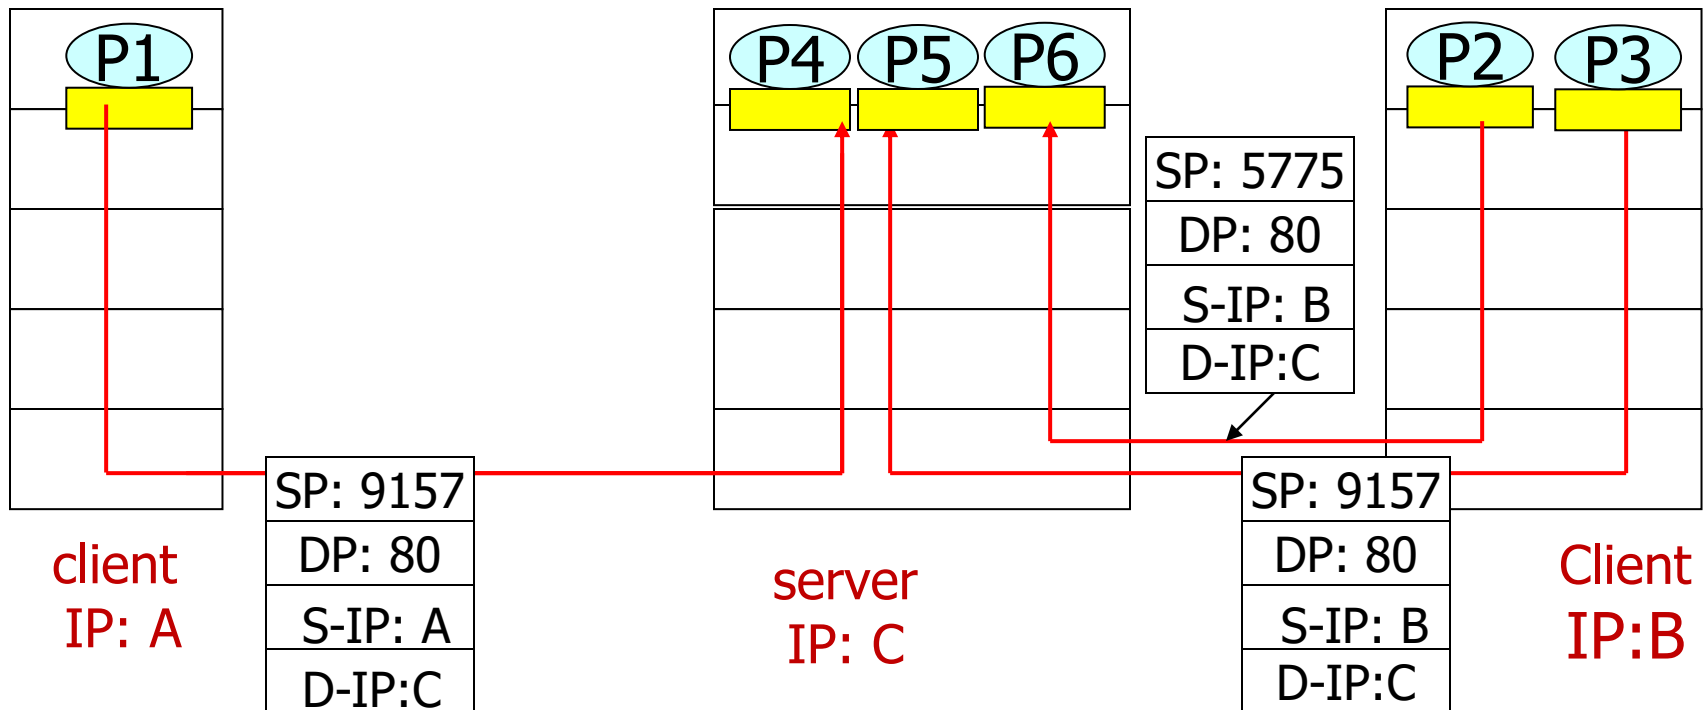 P1
P4 P5 P6
P2 P3
SP: 5775
DP: 80
S-IP: B
D-IP:C
SP: 9157
DP: 80
S-IP: A
D-IP:C
SP: 9157
DP: 80
S-IP: B
D-IP:C
client
IP: A
server
IP: C
Client
IP:B